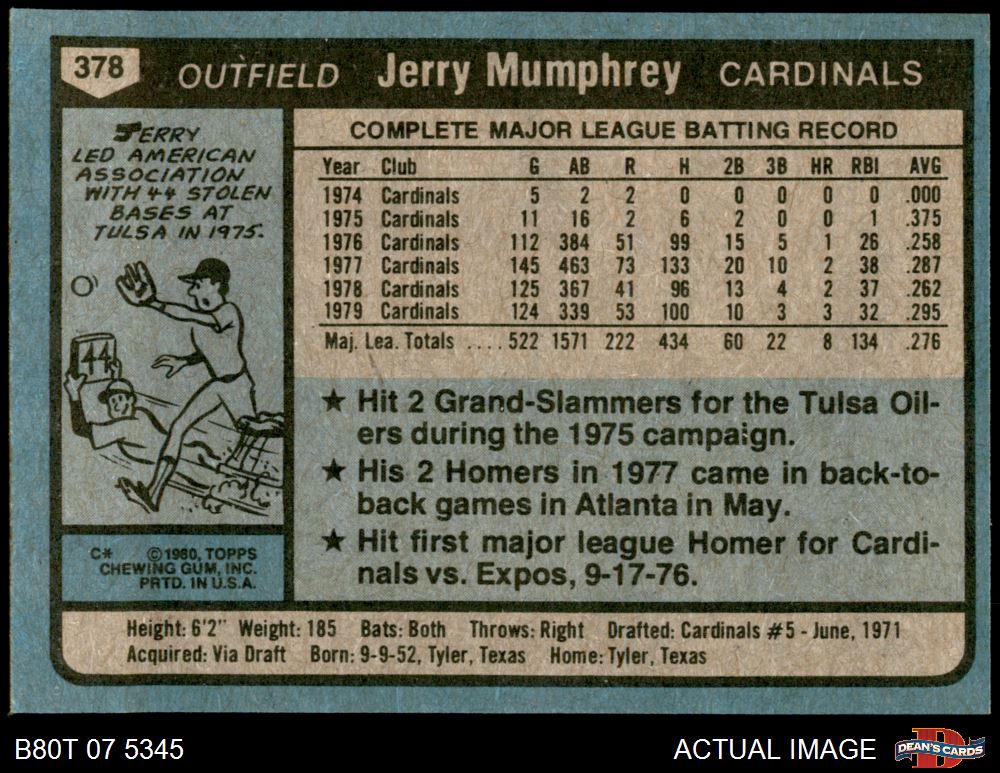 378 OUTFIELD Jerry Mumphrey CARDINALS
JERRY
LED AMERICAN
ASSOCIATION
WITH 44 STOLEN
BASES AT
TULSA IN 1975.
44
C* ©1980, TOPPS
CHEWING GUM, INC.
PRTD. IN U.S.A.
COMPLETE MAJOR LEAGUE BATTING RECORD
Year Club G AB R H 2B 3B HR RBI AVG
1974 Cardinals 5 2 2 0 0 0 0 0 .000
1975 Cardinals 11 16 2 6 2 0 0 1 .375
1976 Cardinals 112 384 51 99 15 5 1 26 .258
1977 Cardinals 145 463 73 133 20 10 2 38 .287
1978 Cardinals 125 367 41 96 13 4 2 37 .262
1979 Cardinals 124 339 53 100 10 3 3 32 .295
Maj. Lea. Totals .... 522 1571 222 434 60 22 8 134 .276
★ Hit 2 Grand-Slammers for the Tulsa Oil-
ers during the 1975 campaign.
★ His 2 Homers in 1977 came in back-to-
back games in Atlanta in May.
★ Hit first major league Homer for Cardi-
nals vs. Expos, 9-17-76.
Height: 6'2" Weight: 185 Bats: Both Throws: Right Drafted: Cardinals #5 - June, 1971
Acquired: Via Draft Born: 9-9-52, Tyler, Texas Home: Tyler, Texas
B80T 07 5345 ACTUAL IMAGE D DEAN'S CARDS